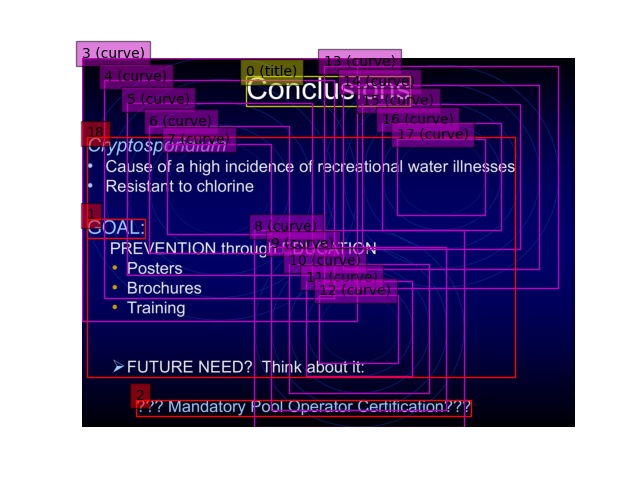 3 (curve)
13 (curve)
0 (title)
4 (curve)
14 (curve)
Conclusions
5 (curve)
15 (curve)
6 (curve)
16 (curve)
18
7 (curve)
17 (curve)
Cryptosporidium
• Cause of a high incidence of recreational water illnesses
• Resistant to chlorine
1
8 (curve)
GOAL:
9 (curve)
PREVENTION through EDUCATION
10 (curve)
• Posters
11 (curve)
• Brochures
12 (curve)
• Training
➢FUTURE NEED? Think about it:
2
??? Mandatory Pool Operator Certification???